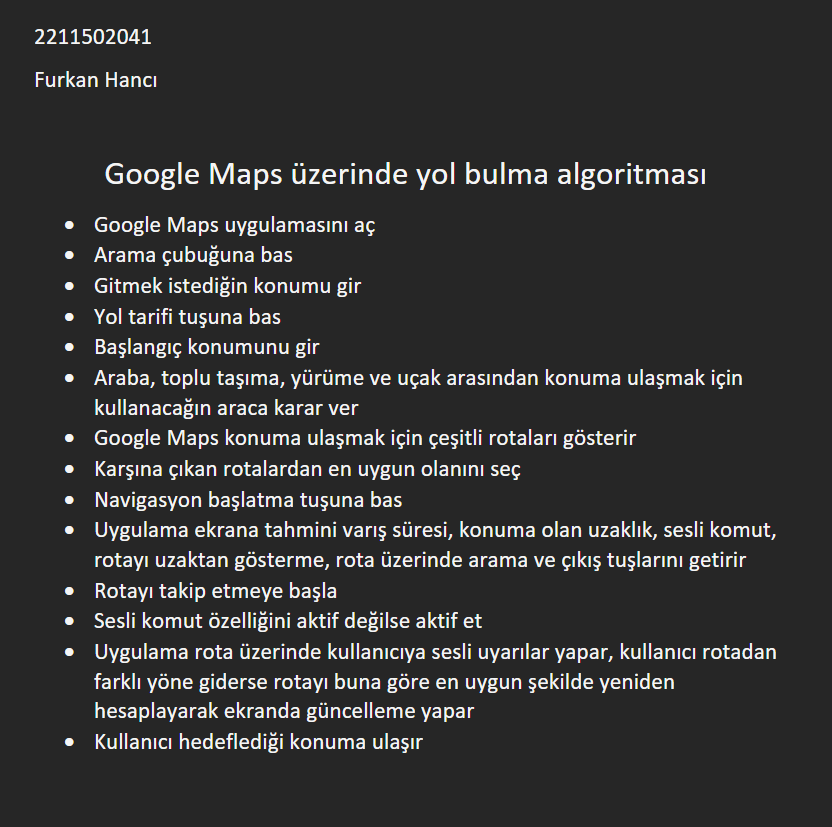 2211502041
Furkan Hancı
Google Maps üzerinde yol bulma algoritması
• Google Maps uygulamasını aç
• Arama çubuğuna bas
• Gitmek istediğin konumu gir
• Yol tarifi tuşuna bas
• Başlangıç konumunu gir
• Araba, toplu taşıma, yürüme ve uçak arasından konuma ulaşmak için
kullanacağın araca karar ver
• Google Maps konuma ulaşmak için çeşitli rotaları gösterir
• Karşına çıkan rotalardan en uygun olanını seç
• Navigasyon başlatma tuşuna bas
• Uygulama ekrana tahmini varış süresi, konuma olan uzaklık, sesli komut,
rotayı uzaktan gösterme, rota üzerinde arama ve çıkış tuşlarını getirir
• Rotayı takip etmeye başla
• Sesli komut özelliğini aktif değilse aktif et
• Uygulama rota üzerinde kullanıcıya sesli uyarılar yapar, kullanıcı rotadan
farklı yöne giderse rotayı buna göre en uygun şekilde yeniden
hesaplayarak ekranda güncelleme yapar
• Kullanıcı hedeflediği konuma ulaşır